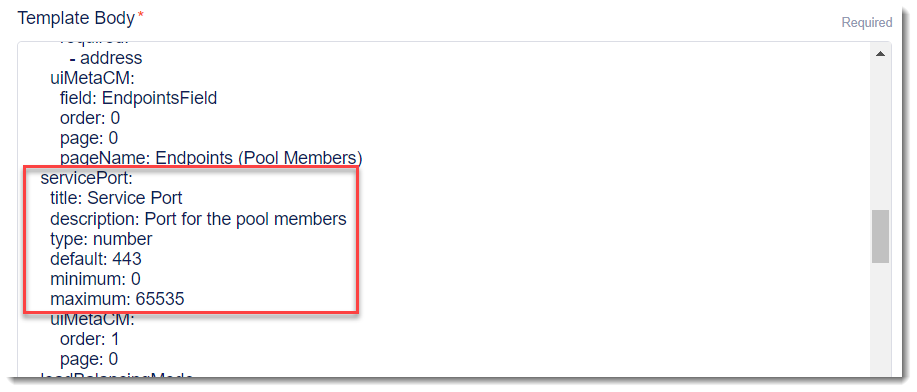 Template Body*
Required
required:
- address
uiMetaCM:
field: EndpointsField
order: 0
page: 0
pageName: Endpoints (Pool Members)
servicePort:
title: Service Port
description: Port for the pool members
type: number
default: 443
minimum: 0
maximum: 65535
uiMetaCM:
order: 1
page: 0
loadBalancingMode